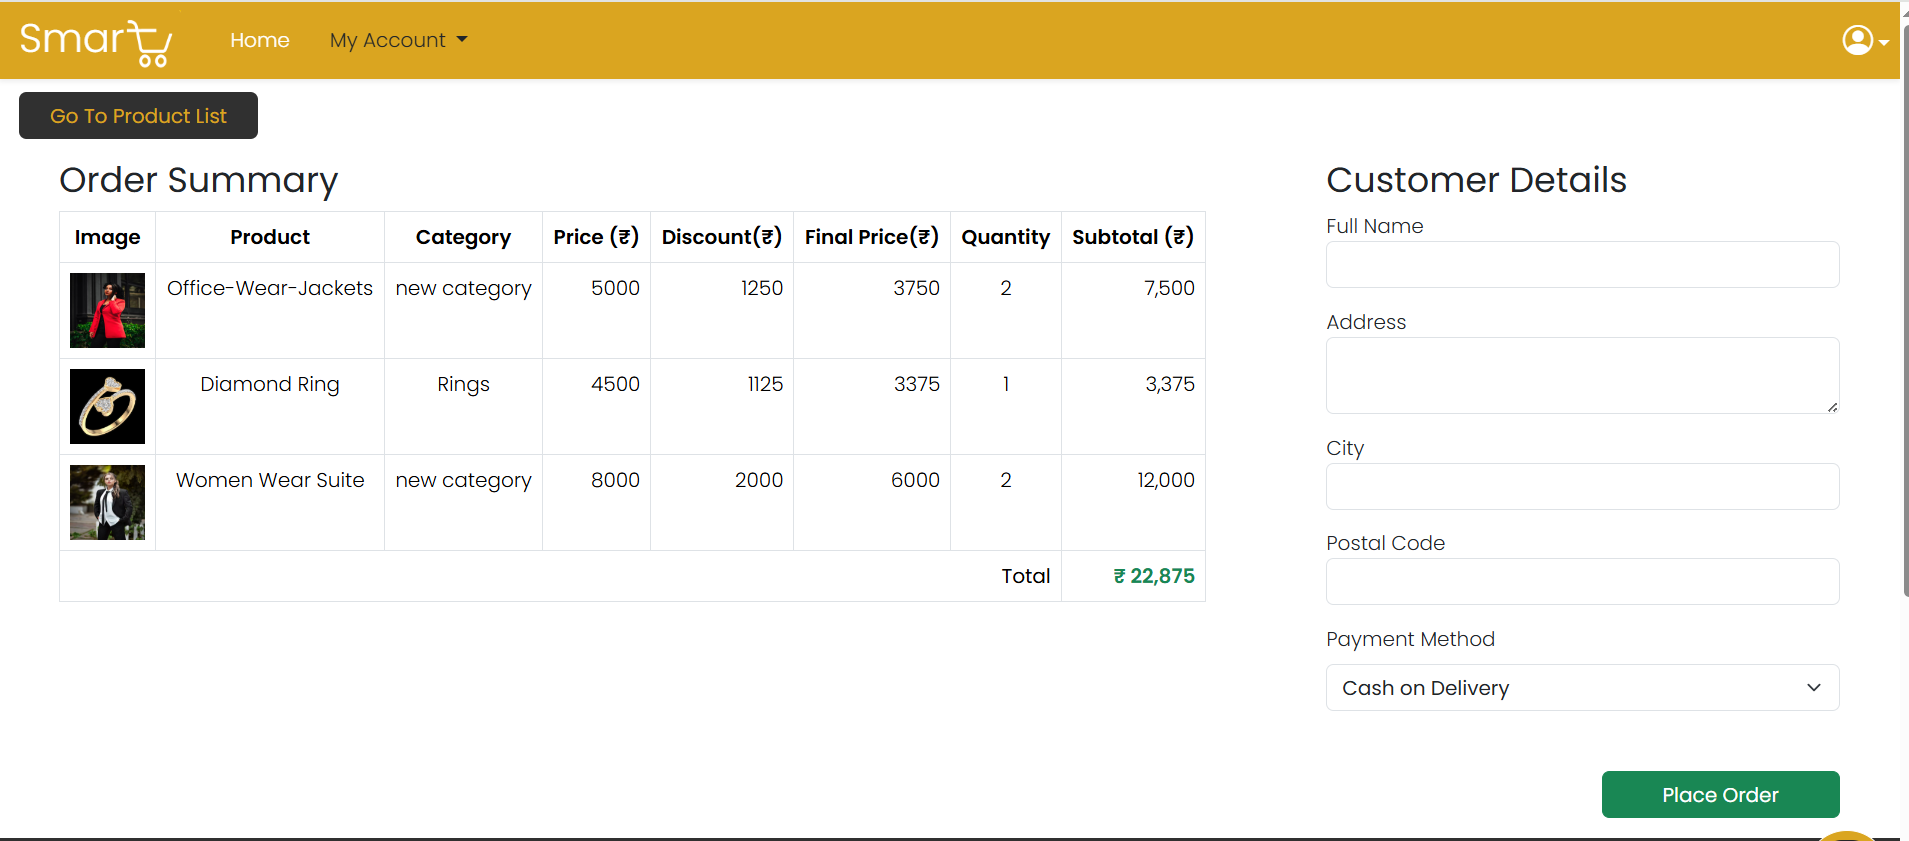 Smart
Home
My Account
Go To Product List
Order Summary
Image Product Category Price (₹) Discount(₹) Final Price(₹) Quantity Subtotal (₹)
Office-Wear-Jackets new category 5000 1250 3750 2 7,500
Diamond Ring Rings 4500 1125 3375 1 3,375
Women Wear Suite new category 8000 2000 6000 2 12,000
Total ₹ 22,875
Customer Details
Full Name
Address
City
Postal Code
Payment Method
Cash on Delivery
Place Order